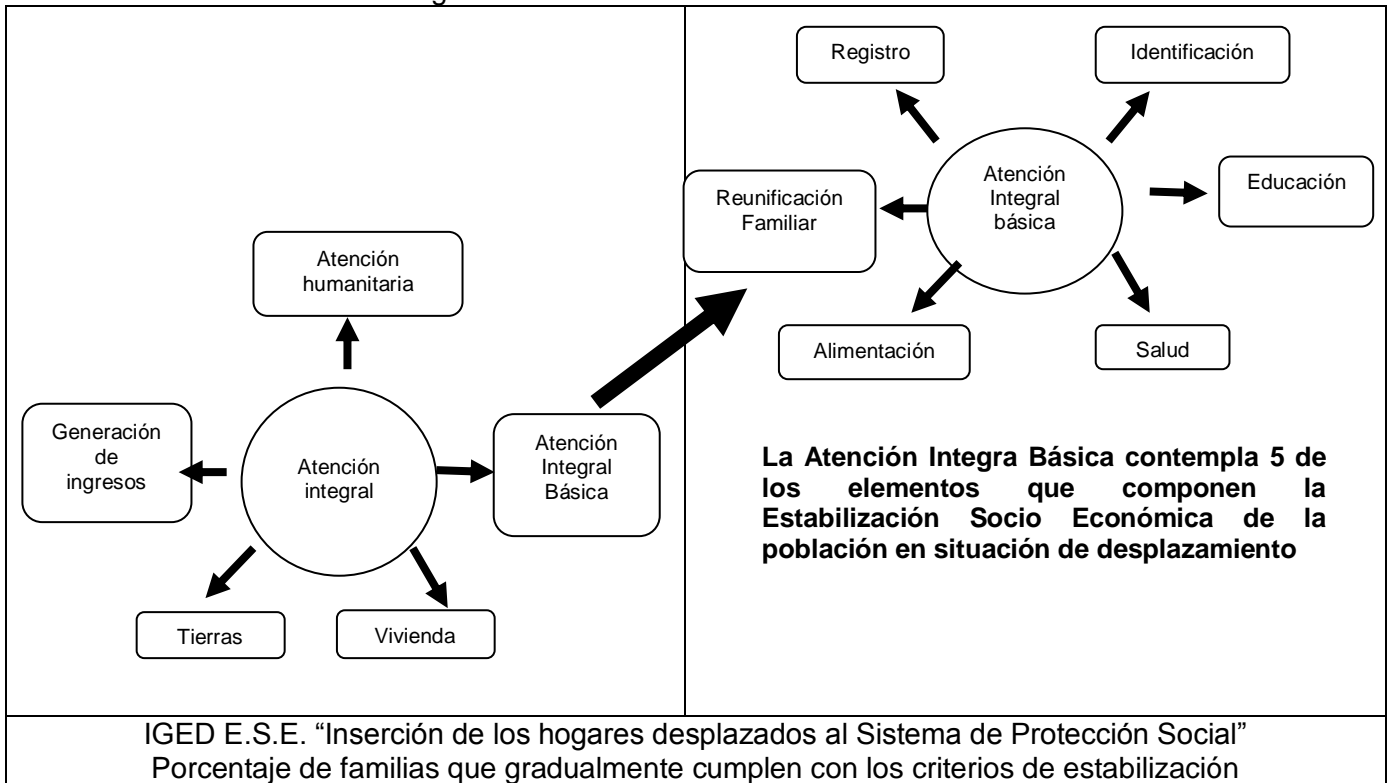 Atención
humanitaria
Generación
de
ingresos
Atención
integral
Atención
Integral
Básica
Tierras
Vivienda
Registro
Identificación
Reunificación
Familiar
Atención
Integral
básica
Educación
Alimentación
Salud
La Atención Integra Básica contempla 5 de
los elementos que componen la
Estabilización Socio Económica de la
población en situación de desplazamiento
IGED E.S.E. “Inserción de los hogares desplazados al Sistema de Protección Social”
Porcentaje de familias que gradualmente cumplen con los criterios de estabilización